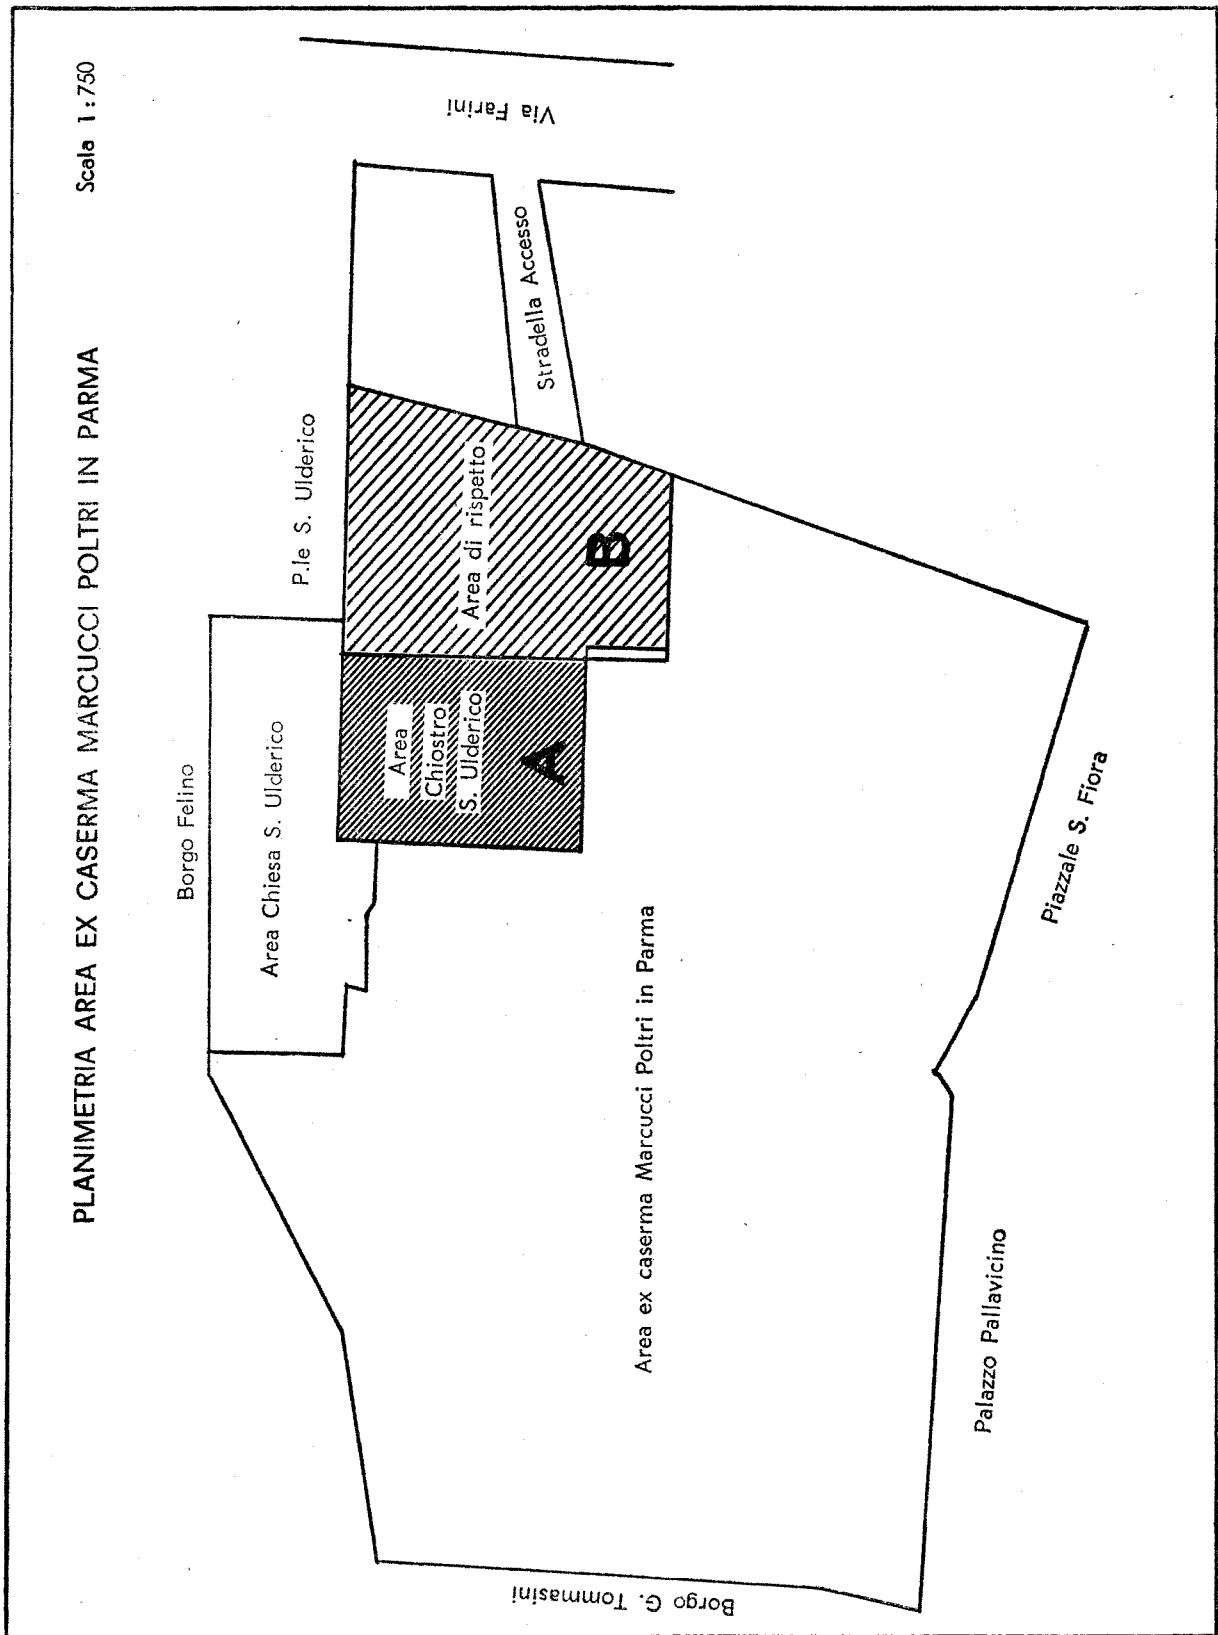 PLANIMETRIA AREA EX CASERMA MARCUCCI POLTRI IN PARMA
Scala 1:750
Borgo Felino
P.le S. Ulderico
Via Farini
Area Chiesa S. Ulderico
Area
Chiostro
S. Ulderico
A
Area di rispetto
B
Stradella Accesso
Area ex caserma Marcucci Poltri in Parma
Borgo G. Tommasini
Palazzo Pallavicino
Piazzale S. Fiora